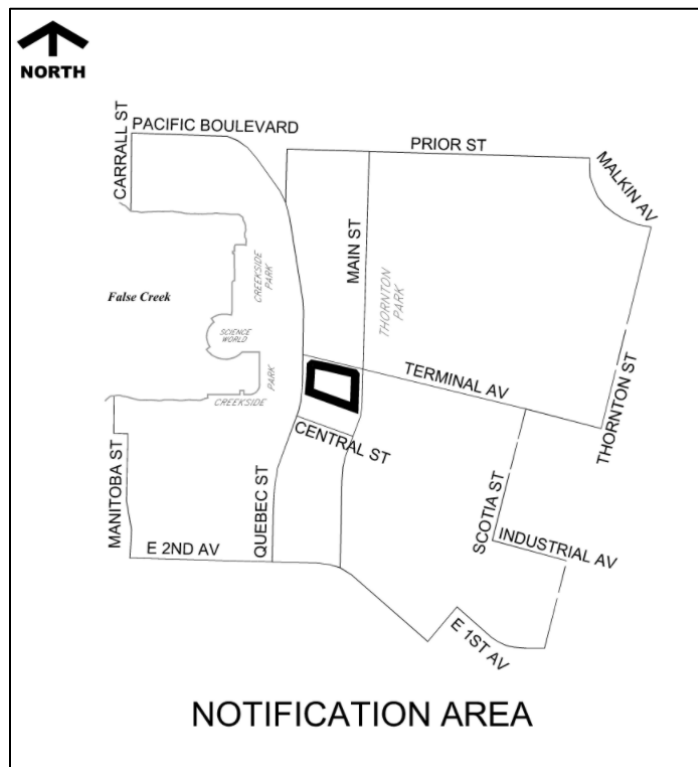 NORTH
CARRALL ST
PACIFIC BOULEVARD
PRIOR ST
MALKIN AV
MAIN ST
CREEKSIDE
PARK
THORNTON
PARK
False Creek
SCIENCE
WORLD
TERMINAL AV
CREEKSIDE
PARK
THORNTON ST
CENTRAL ST
MANITOBA ST
QUEBEC ST
SCOTIA ST
INDUSTRIAL AV
E 2ND AV
E 1ST AV
NOTIFICATION AREA